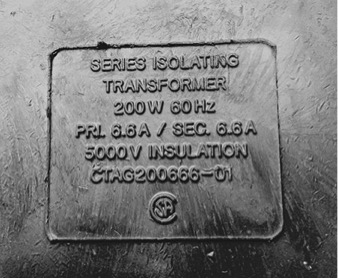 SERIES ISOLATING
TRANSFORMER
200W 60Hz
PRI. 6.6A / SEC. 6.6A
5000V INSULATION
CTAG200666-01